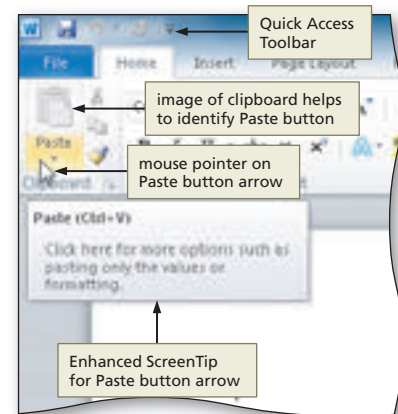 W
Quick Access
Toolbar
File Home Insert Page Layout
image of clipboard helps
to identify Paste button
Paste
mouse pointer on
Paste button arrow
Clipboard
Paste (Ctrl+V)
Click here for more options such as
pasting only the values or
formatting.
Enhanced ScreenTip
for Paste button arrow